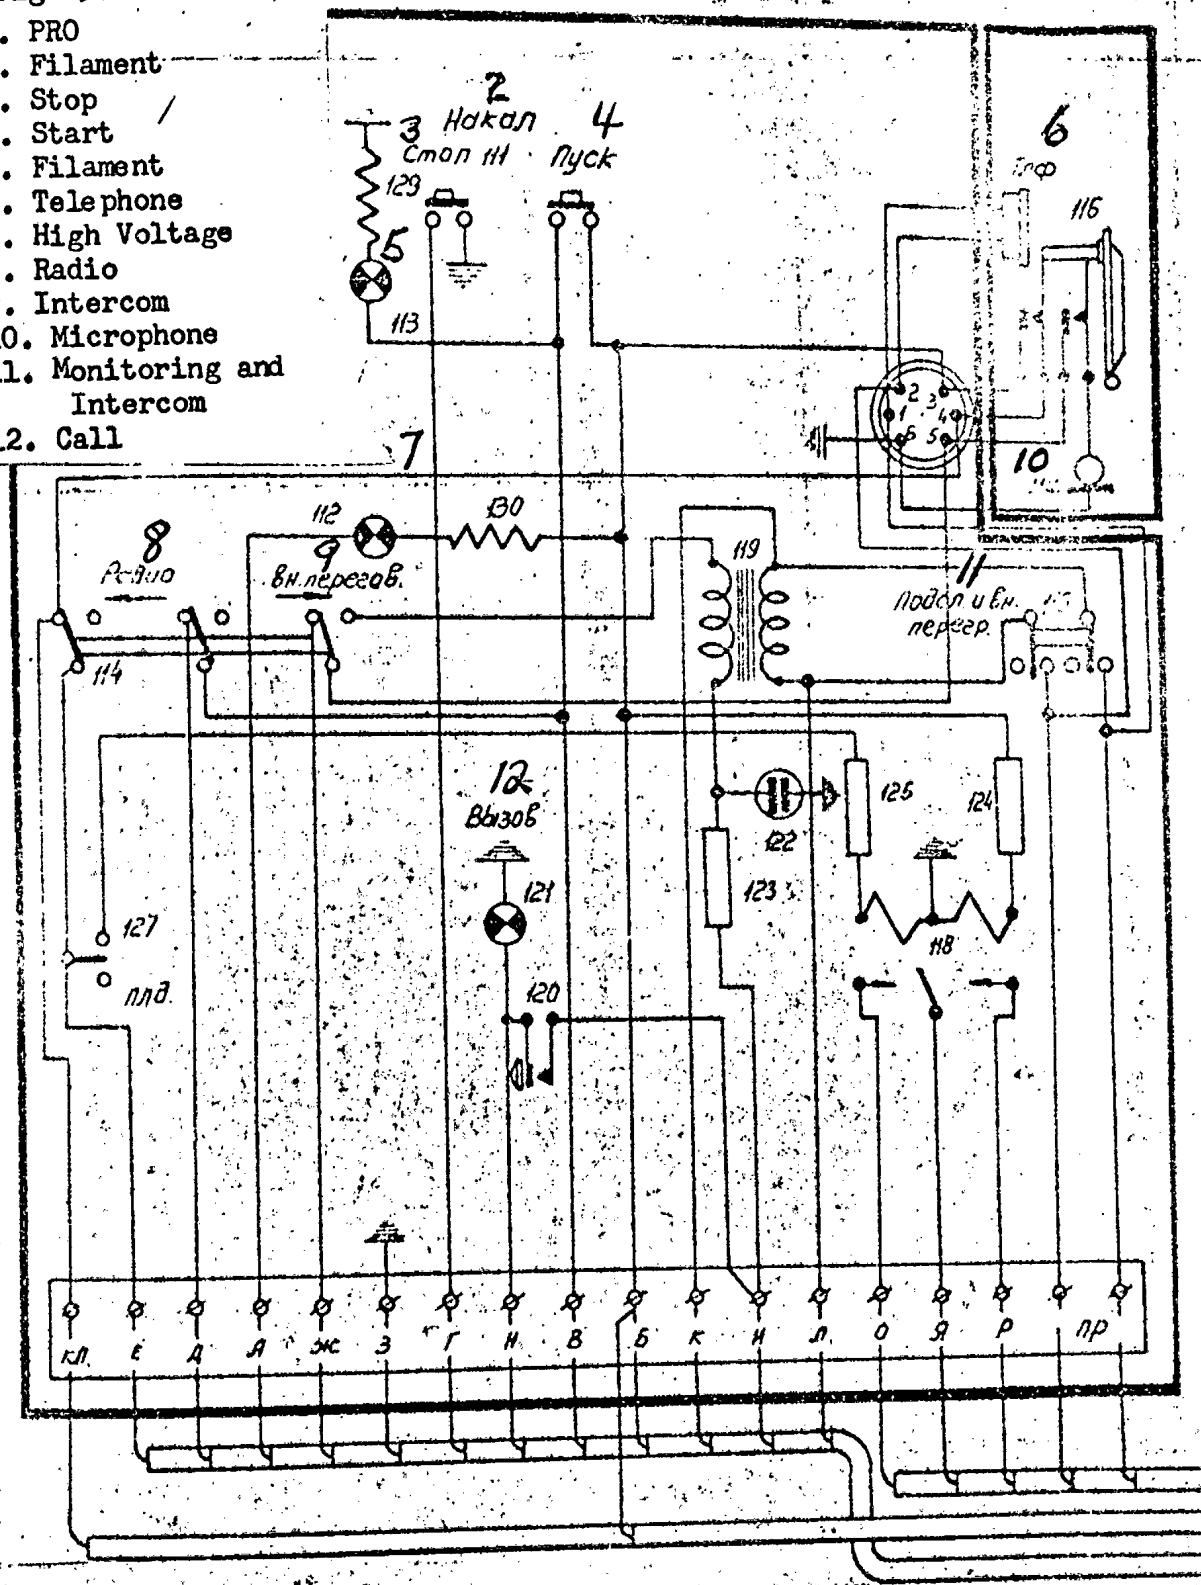 . PRO
. Filament
. Stop
. Start
. Filament
. Telephone
. High Voltage
. Radio
. Intercom
0. Microphone
1. Monitoring and
Intercom
2. Call
2
3 Накал 4
Стоп 111 Пуск
6
129
116
5
113
2 3
1 4
6 5
7
10
112 130
8 9
119
11
Радио Вн.перегов.
Подсл. и Вн.
перегр.
114
12
125 124
Вызов
122
121
123
127
118
плд.
120
КЛ. Е Д А Ж З Г Н В Б К И Л. О Я Р ПР